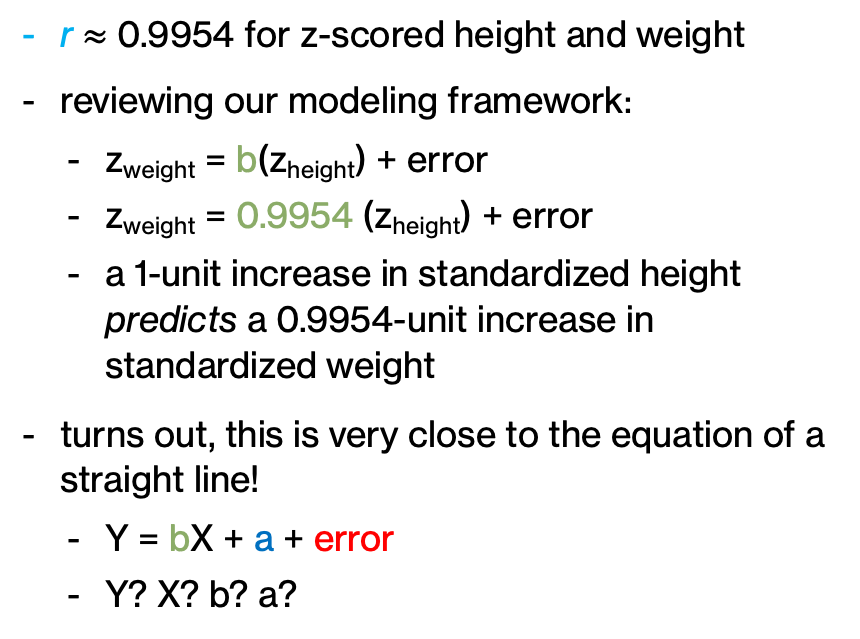 - r ≈ 0.9954 for z-scored height and weight
- reviewing our modeling framework:
- zweight = b(zheight) + error
- zweight = 0.9954 (zheight) + error
- a 1-unit increase in standardized height
predicts a 0.9954-unit increase in
standardized weight
- turns out, this is very close to the equation of a
straight line!
- Y = bX + a + error
- Y? X? b? a?